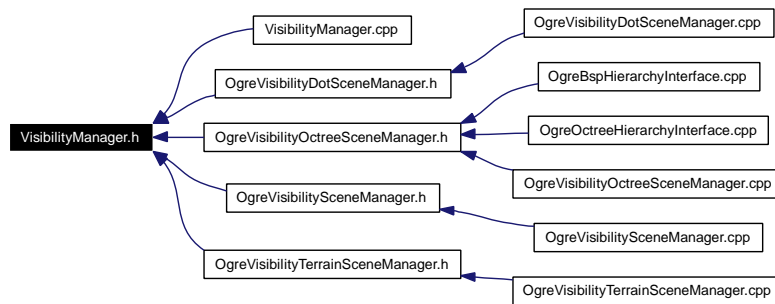 VisibilityManager.h
VisibilityManager.cpp
OgreVisibilityDotSceneManager.h
OgreVisibilityOctreeSceneManager.h
OgreVisibilitySceneManager.h
OgreVisibilityTerrainSceneManager.h
OgreVisibilityDotSceneManager.cpp
OgreBspHierarchyInterface.cpp
OgreOctreeHierarchyInterface.cpp
OgreVisibilityOctreeSceneManager.cpp
OgreVisibilitySceneManager.cpp
OgreVisibilityTerrainSceneManager.cpp